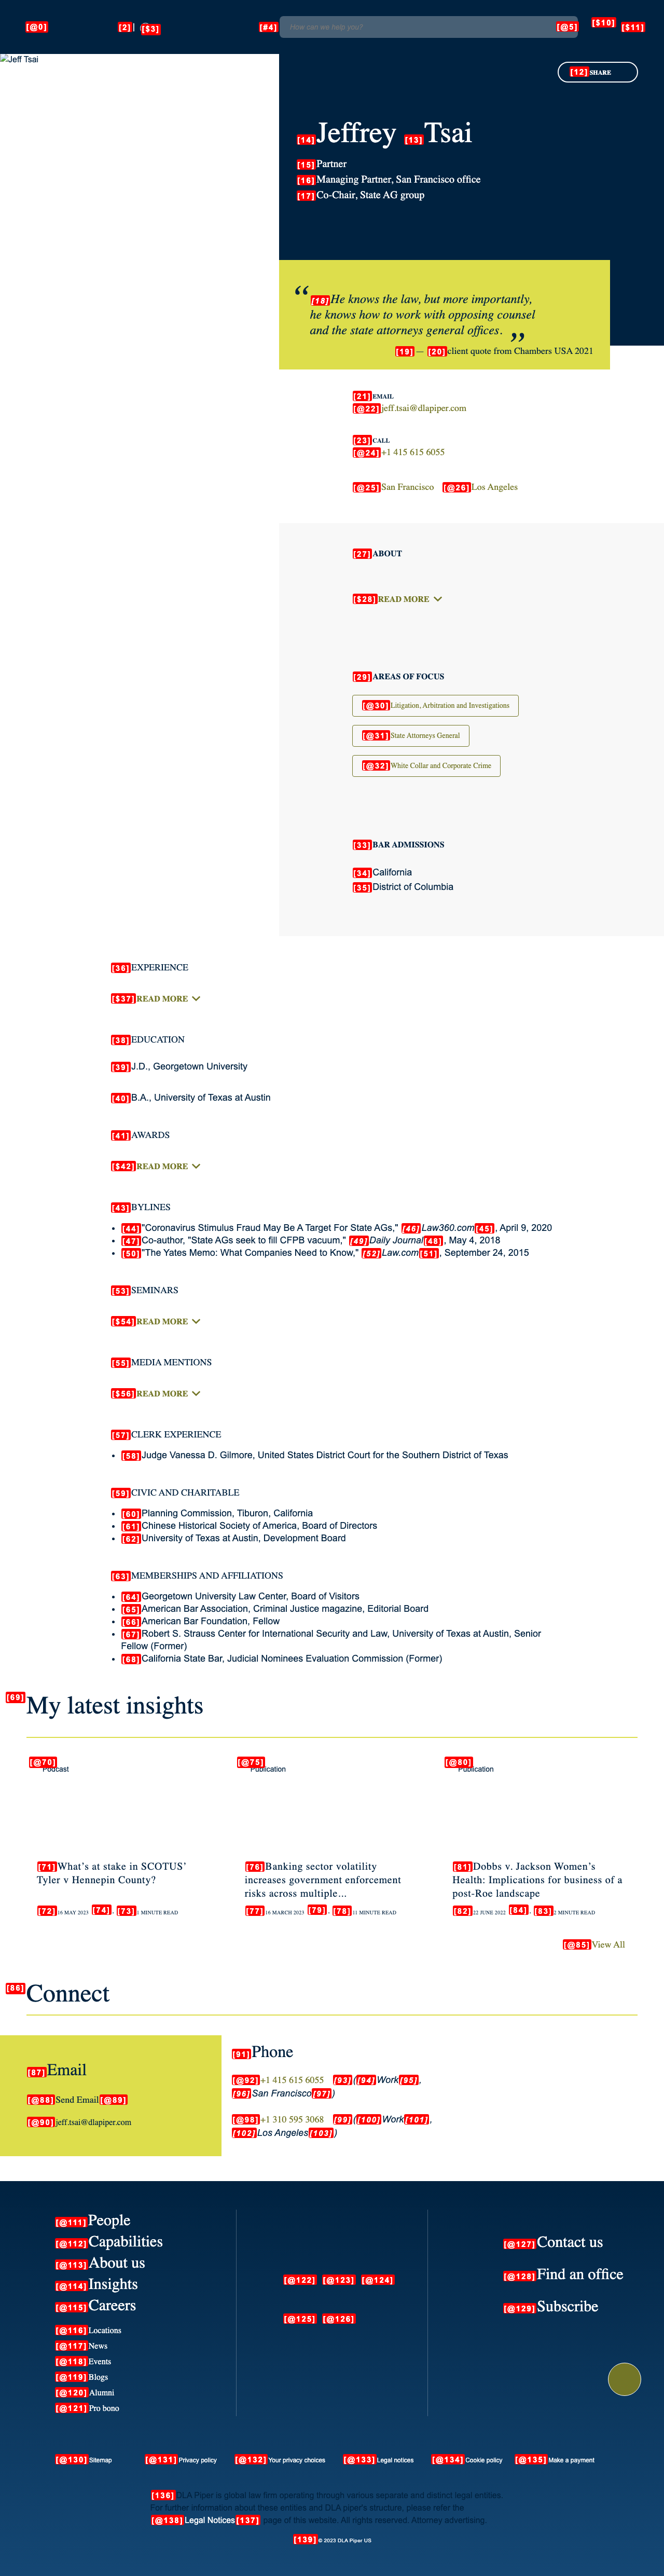 [@0] [2] | [$3] [#4] How can we help you? [@5] [$10] [$11]
Jeff Tsai
[12] SHARE
[14] Jeffrey [13] Tsai
[15] Partner
[16] Managing Partner, San Francisco office
[17] Co-Chair, State AG group
“ [18] He knows the law, but more importantly,
he knows how to work with opposing counsel
and the state attorneys general offices. ”
[19] — [20] client quote from Chambers USA 2021
[21] EMAIL
[@22] jeff.tsai@dlapiper.com
[23] CALL
[@24] +1 415 615 6055
[@25] San Francisco [@26] Los Angeles
[27] ABOUT
[$28] READ MORE
[29] AREAS OF FOCUS
[@30] Litigation, Arbitration and Investigations
[@31] State Attorneys General
[@32] White Collar and Corporate Crime
[33] BAR ADMISSIONS
[34] California
[35] District of Columbia
[36] EXPERIENCE
[$37] READ MORE
[38] EDUCATION
[39] J.D., Georgetown University
[40] B.A., University of Texas at Austin
[41] AWARDS
[$42] READ MORE
[43] BYLINES
• [44] "Coronavirus Stimulus Fraud May Be A Target For State AGs," [46] Law360.com [45], April 9, 2020
• [47] Co-author, "State AGs seek to fill CFPB vacuum," [49] Daily Journal [48], May 4, 2018
• [50] "The Yates Memo: What Companies Need to Know," [52] Law.com [51], September 24, 2015
[53] SEMINARS
[$54] READ MORE
[55] MEDIA MENTIONS
[$56] READ MORE
[57] CLERK EXPERIENCE
• [58] Judge Vanessa D. Gilmore, United States District Court for the Southern District of Texas
[59] CIVIC AND CHARITABLE
• [60] Planning Commission, Tiburon, California
• [61] Chinese Historical Society of America, Board of Directors
• [62] University of Texas at Austin, Development Board
[63] MEMBERSHIPS AND AFFILIATIONS
• [64] Georgetown University Law Center, Board of Visitors
• [65] American Bar Association, Criminal Justice magazine, Editorial Board
• [66] American Bar Foundation, Fellow
• [67] Robert S. Strauss Center for International Security and Law, University of Texas at Austin, Senior
Fellow (Former)
• [68] California State Bar, Judicial Nominees Evaluation Commission (Former)
[69] My latest insights
[@70] Podcast
[71] What’s at stake in SCOTUS’
Tyler v Hennepin County?
[72] 16 MAY 2023 [74] . [73] 1 MINUTE READ
[@75] Publication
[76] Banking sector volatility
increases government enforcement
risks across multiple...
[77] 16 MARCH 2023 [79] . [78] 11 MINUTE READ
[@80] Publication
[81] Dobbs v. Jackson Women’s
Health: Implications for business of a
post-Roe landscape
[82] 22 JUNE 2022 [84] . [83] 2 MINUTE READ
[@85] View All
[86] Connect
[87] Email
[@88] Send Email [@89]
[@90] jeff.tsai@dlapiper.com
[91] Phone
[@92] +1 415 615 6055 [93] ([94] Work [95],
[96] San Francisco [97])
[@98] +1 310 595 3068 [99] ([100] Work [101],
[102] Los Angeles [103])
[@111] People
[@112] Capabilities
[@113] About us
[@114] Insights
[@115] Careers
[@116] Locations
[@117] News
[@118] Events
[@119] Blogs
[@120] Alumni
[@121] Pro bono
[@122] [@123] [@124]
[@125] [@126]
[@127] Contact us
[@128] Find an office
[@129] Subscribe
[@130] Sitemap [@131] Privacy policy [@132] Your privacy choices [@133] Legal notices [@134] Cookie policy [@135] Make a payment
[136] DLA Piper is global law firm operating through various separate and distinct legal entities.
For further information about these entities and DLA piper's structure, please refer the
[@138] Legal Notices [137] page of this website. All rights reserved. Attorney advertising.
[139] © 2023 DLA Piper US